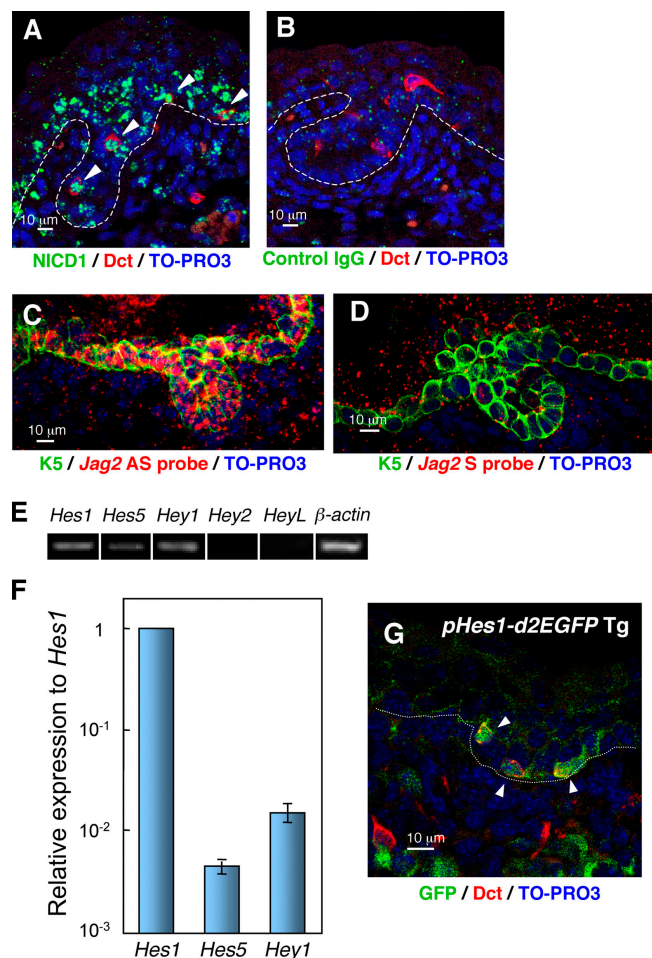 A
B
10 μm
10 μm
NICD1 / Dct / TO-PRO3
Control IgG / Dct / TO-PRO3
C
D
10 μm
10 μm
K5 / Jag2 AS probe / TO-PRO3
K5 / Jag2 S probe / TO-PRO3
E
Hes1 Hes5 Hey1 Hey2 HeyL β-actin
F
Relative expression to Hes1
1
10-1
10-2
10-3
Hes1 Hes5 Hey1
G
pHes1-d2EGFP Tg
10 μm
GFP / Dct / TO-PRO3